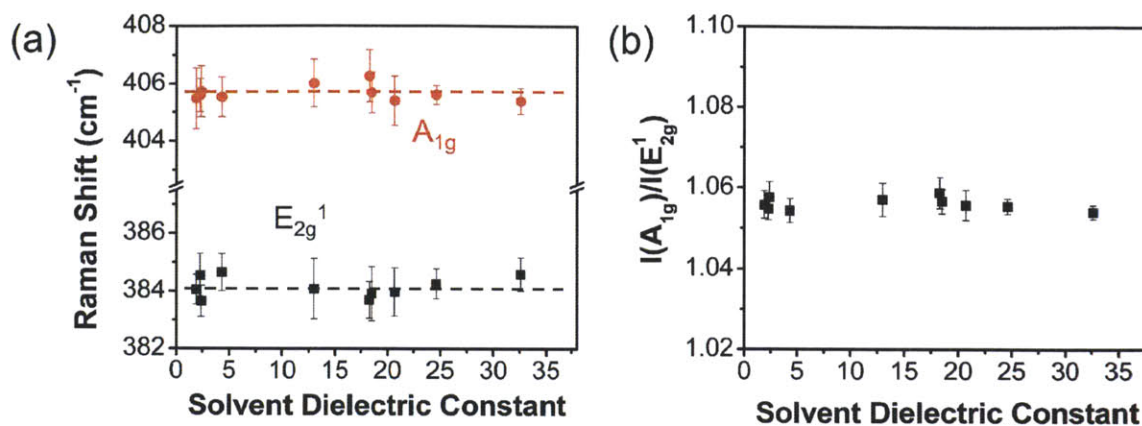 (a)
Raman Shift (cm⁻¹)
408
406
404
386
384
382
A₁g
E₂g¹
0 5 10 15 20 25 30 35
Solvent Dielectric Constant
(b)
I(A₁g)/I(E¹₂g)
1.10
1.08
1.06
1.04
1.02
0 5 10 15 20 25 30 35
Solvent Dielectric Constant